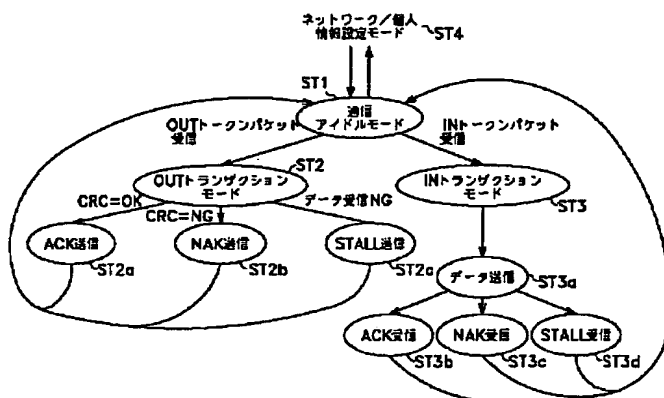 ネットワーク/個人
情報設定モード
ST4
ST1
通信
アイドルモード
OUTトークンパケット
受信
INトークンパケット
受信
ST2
OUTトランザクション
モード
INトランザクション
モード
ST3
CRC=OK
CRC=NG
データ受信NG
ACK送信
NAK送信
STALL送信
ST2a
ST2b
ST2c
データ送信
ST3a
ACK受信
NAK受信
STALL受信
ST3b
ST3c
ST3d